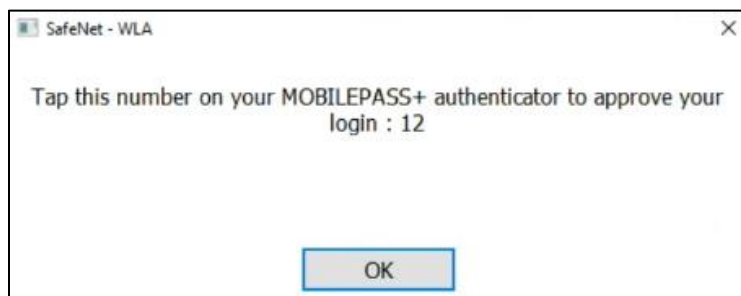 SafeNet - WLA
Tap this number on your MOBILEPASS+ authenticator to approve your
login : 12
OK